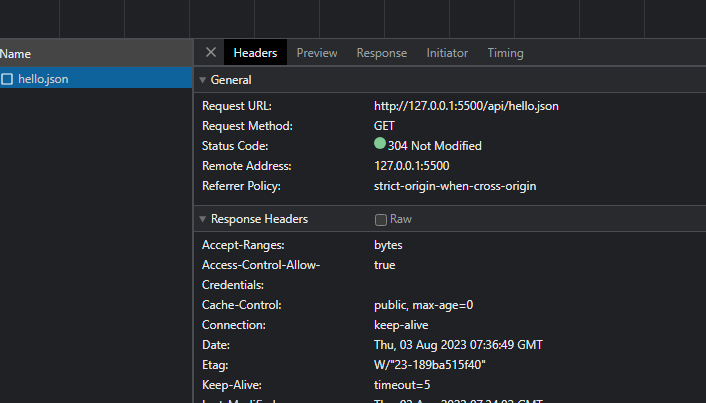 Name
hello.json
Headers Preview Response Initiator Timing
General
Request URL: http://127.0.0.1:5500/api/hello.json
Request Method: GET
Status Code: 304 Not Modified
Remote Address: 127.0.0.1:5500
Referrer Policy: strict-origin-when-cross-origin
Response Headers Raw
Accept-Ranges: bytes
Access-Control-Allow- true
Credentials:
Cache-Control: public, max-age=0
Connection: keep-alive
Date: Thu, 03 Aug 2023 07:36:49 GMT
Etag: W/"23-189ba515f40"
Keep-Alive: timeout=5